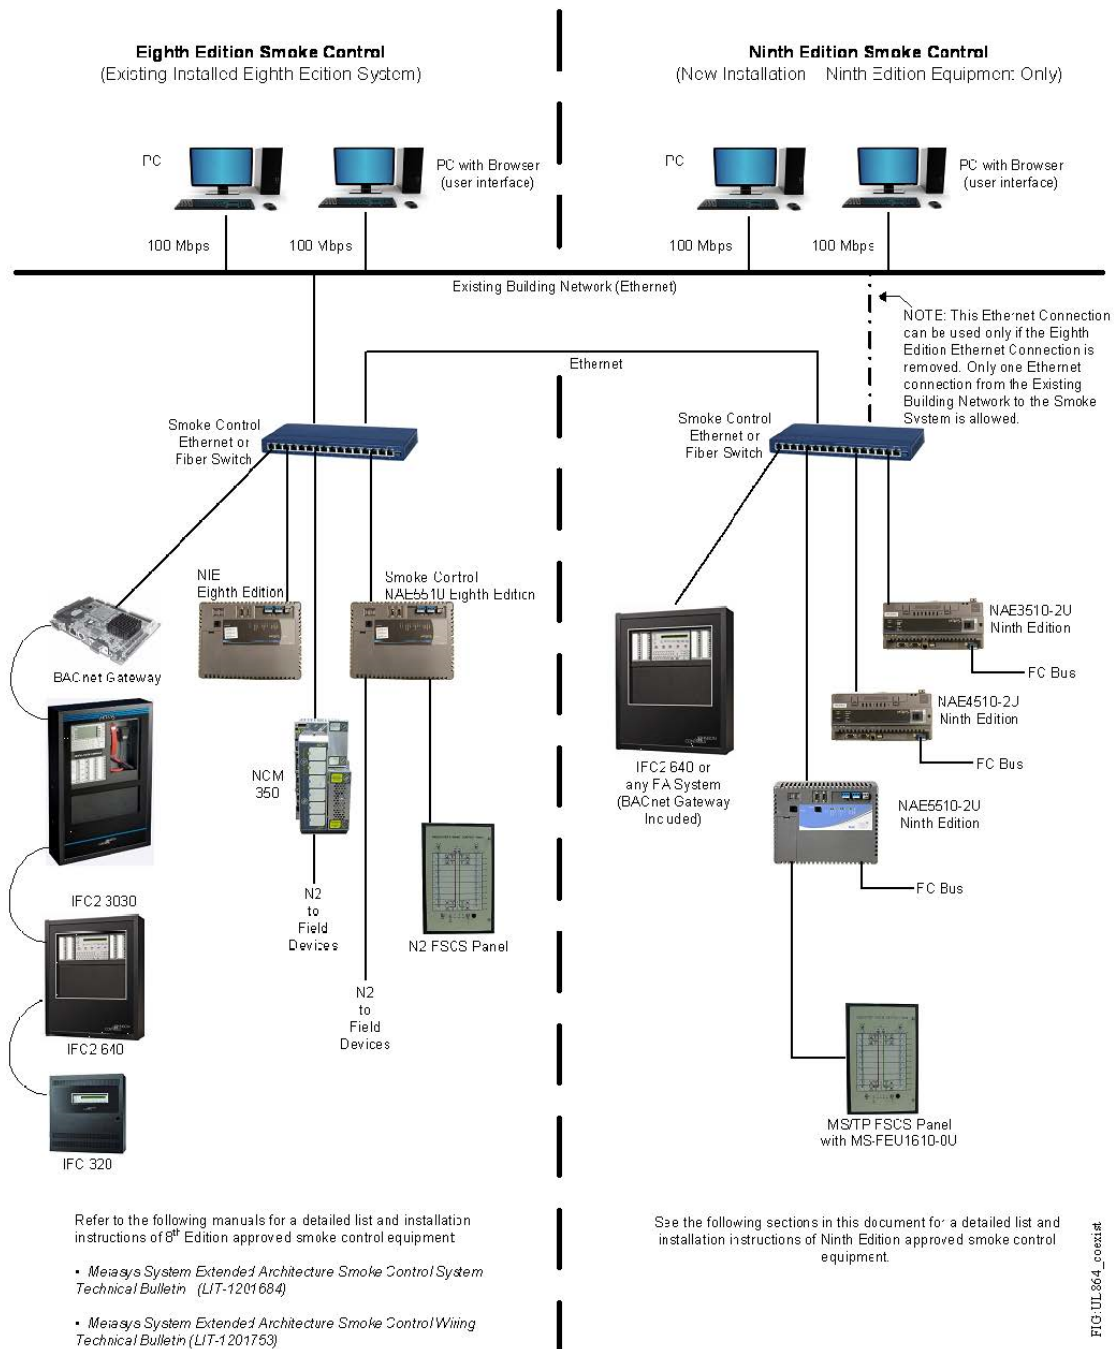 Eighth Edition Smoke Control
(Existing Installed Eighth Edition System)
Ninth Edition Smoke Control
(New Installation Ninth Edition Equipment Only)
PC
PC with Browser
(user interface)
100 Mbps
100 Mbps
PC
PC with Browser
(user interface)
100 Mbps
100 Mbps
Existing Building Network (Ethernet)
NOTE: This Ethernet Connection
can be used only if the Eighth
Edition Ethernet Connection is
removed. Only one Ethernet
connection from the Existing
Building Network to the Smoke
System is allowed.
Ethernet
Smoke Control
Ethernet or
Fiber Switch
Smoke Control
Ethernet or
Fiber Switch
NIE
Eighth Edition
Smoke Control
NAE551U Eighth Edition
BACnet Gateway
NCM
350
N2
to
Field
Devices
N2 FSCS Panel
N2
to
Field
Devices
IFC2 3030
IFC2 640
IFC 320
IFC2 640 or
any FA System
(BACnet Gateway
Included)
NAE3510-2U
Ninth Edition
FC Bus
NAE4510-2U
Ninth Edition
FC Bus
NAE5510-2U
Ninth Edition
FC Bus
MS/TP FSCS Panel
with MS-FEU1610-0U
Refer to the following manuals for a detailed list and installation
instructions of 8th Edition approved smoke control equipment
• Metasys System Extended Architecture Smoke Control System
Technical Bulletin (LIT-1201684)
• Metasys System Extended Architecture Smoke Control Wiring
Technical Bulletin (LIT-1201753)
See the following sections in this document for a detailed list and
installation instructions of Ninth Edition approved smoke control
equipment.
FIG:UL864_coexist